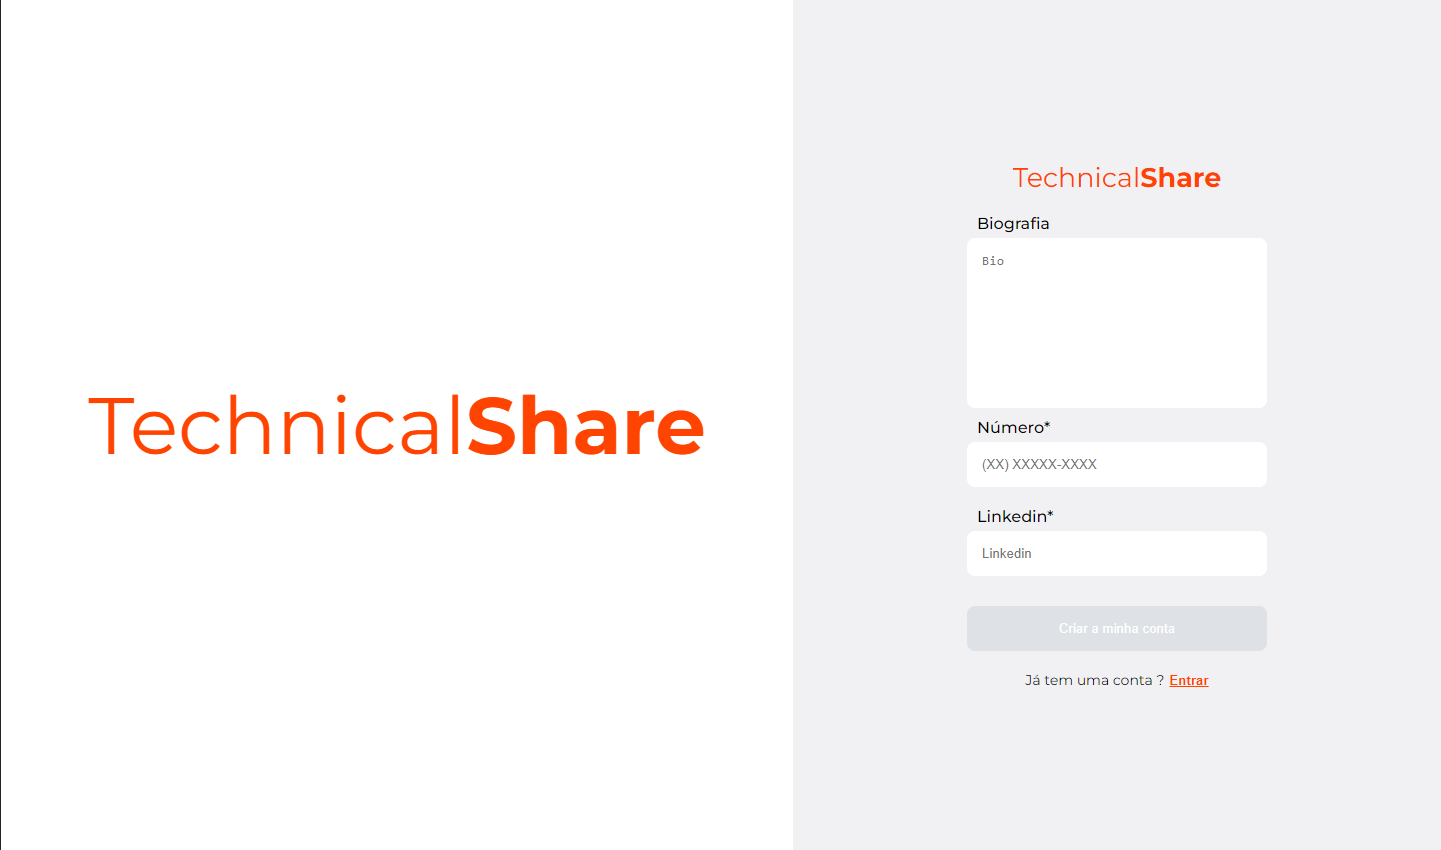 TechnicalShare
TechnicalShare
Biografia
Bio
Número*
(XX) XXXXX-XXXX
Linkedin*
Linkedin
Criar a minha conta
Já tem uma conta ? Entrar